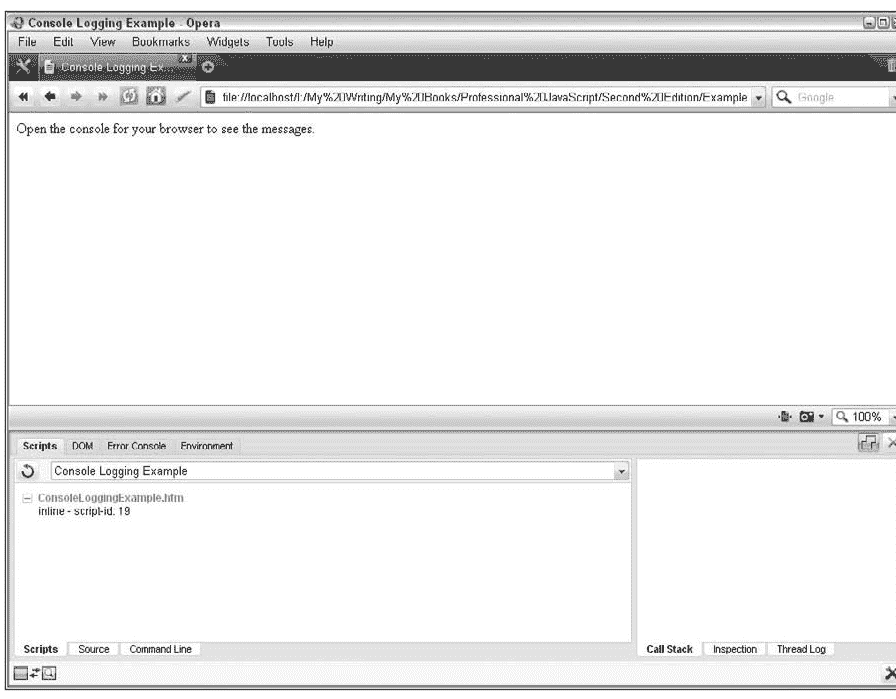 Console Logging Example - Opera
File Edit View Bookmarks Widgets Tools Help
Console Logging Ex...
file://localhost/I:/My%20Writing/My%20Books/Professional%20JavaScript/Second%20Edition/Example
Google
Open the console for your browser to see the messages.
100%
Scripts DOM Error Console Environment
Console Logging Example
ConsoleLoggingExample.htm
inline - script-id: 19
Scripts Source Command Line
Call Stack Inspection Thread Log